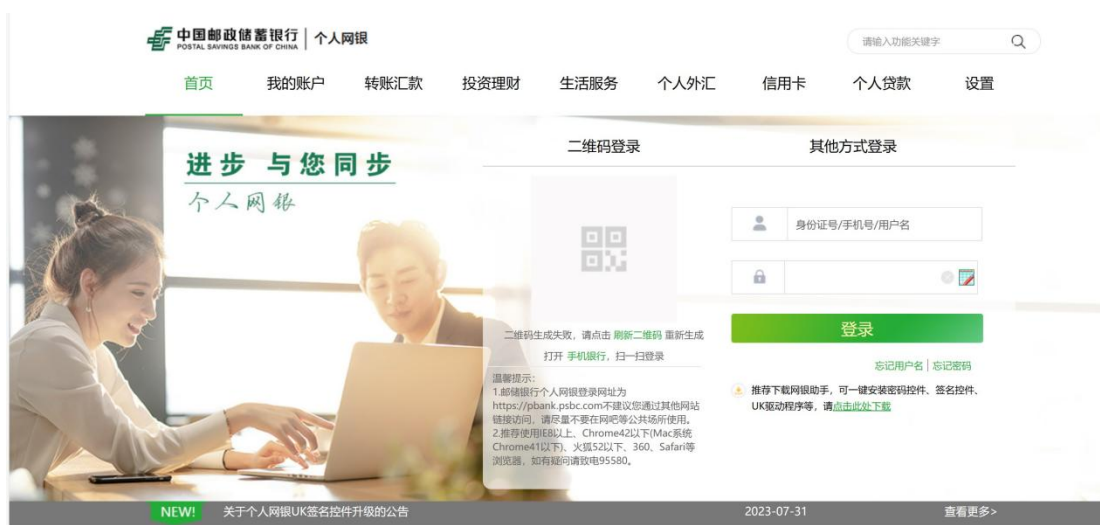 中国邮政储蓄银行 个人网银
POSTAL SAVINGS BANK OF CHINA
请输入功能关键字
首页 我的账户 转账汇款 投资理财 生活服务 个人外汇 信用卡 个人贷款 设置
进步 与您同步
个人网银
二维码登录 其他方式登录
身份证号/手机号/用户名
二维码生成失败，请点击 刷新二维码 重新生成
打开 手机银行，扫一扫登录
温馨提示：
1.邮储银行个人网银登录网址为
https://pbank.psbc.com不建议您通过其他网站
链接访问，请尽量不要在网吧等公共场所使用。
2.推荐使用IE8以上、Chrome42以下(Mac系统
Chrome41以下)、火狐52以下、360、Safari等
浏览器，如有疑问请致电95580。
登录
忘记用户名 忘记密码
推荐下载网银助手，可一键安装密码控件、签名控件、
UK驱动程序等，请点击此处下载
NEW! 关于个人网银UK签名控件升级的公告 2023-07-31 查看更多>